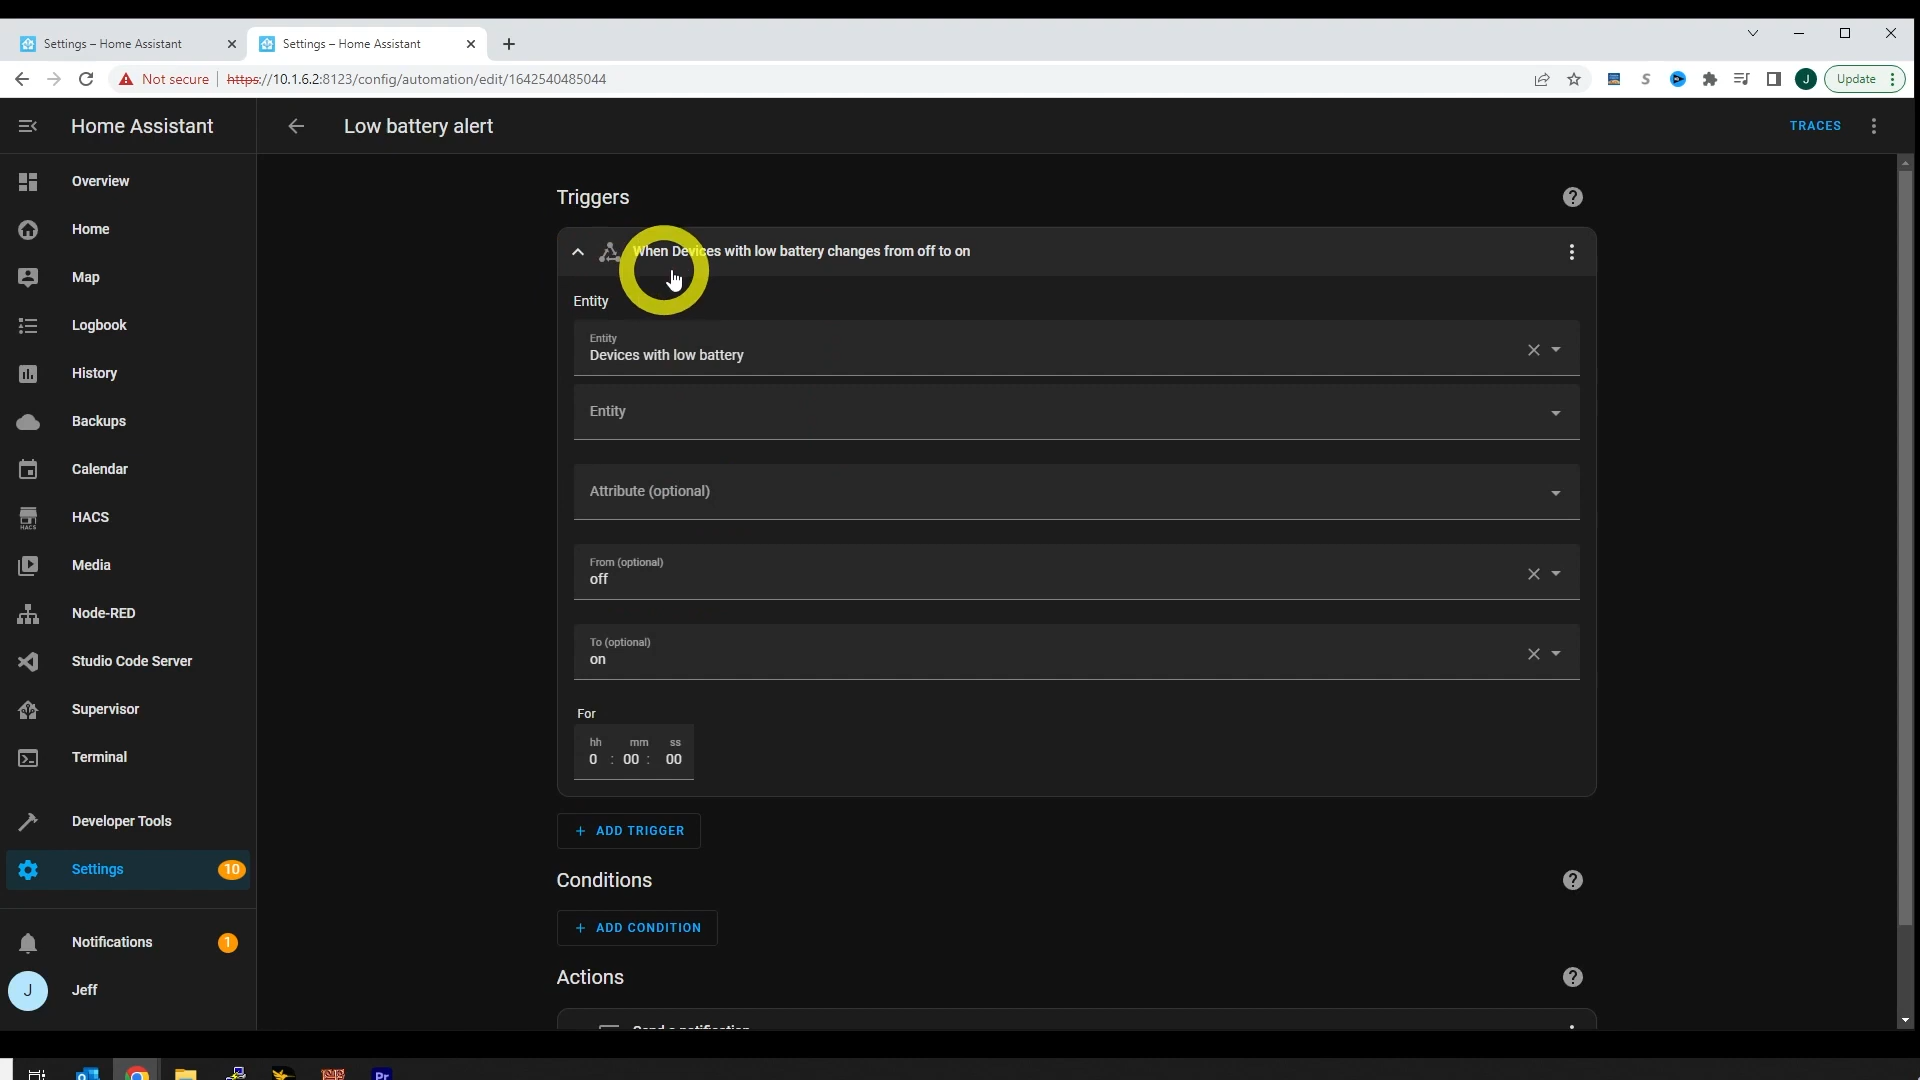 Settings – Home Assistant
Settings – Home Assistant
Not secure
https://10.1.6.2:8123/config/automation/edit/1642540485044
S
J
Update
Home Assistant
Low battery alert
TRACES
Overview
Home
Map
Logbook
History
Backups
Calendar
HACS
HACS
Media
Node-RED
Studio Code Server
Supervisor
Terminal
Developer Tools
Settings
10
Notifications
1
J
Jeff
Triggers
When Devices with low battery changes from off to on
Entity
Entity
Devices with low battery
Entity
Attribute (optional)
From (optional)
off
To (optional)
on
For
hh mm ss
0 : 00 : 00
+ ADD TRIGGER
Conditions
+ ADD CONDITION
Actions
Send a notification
Pr